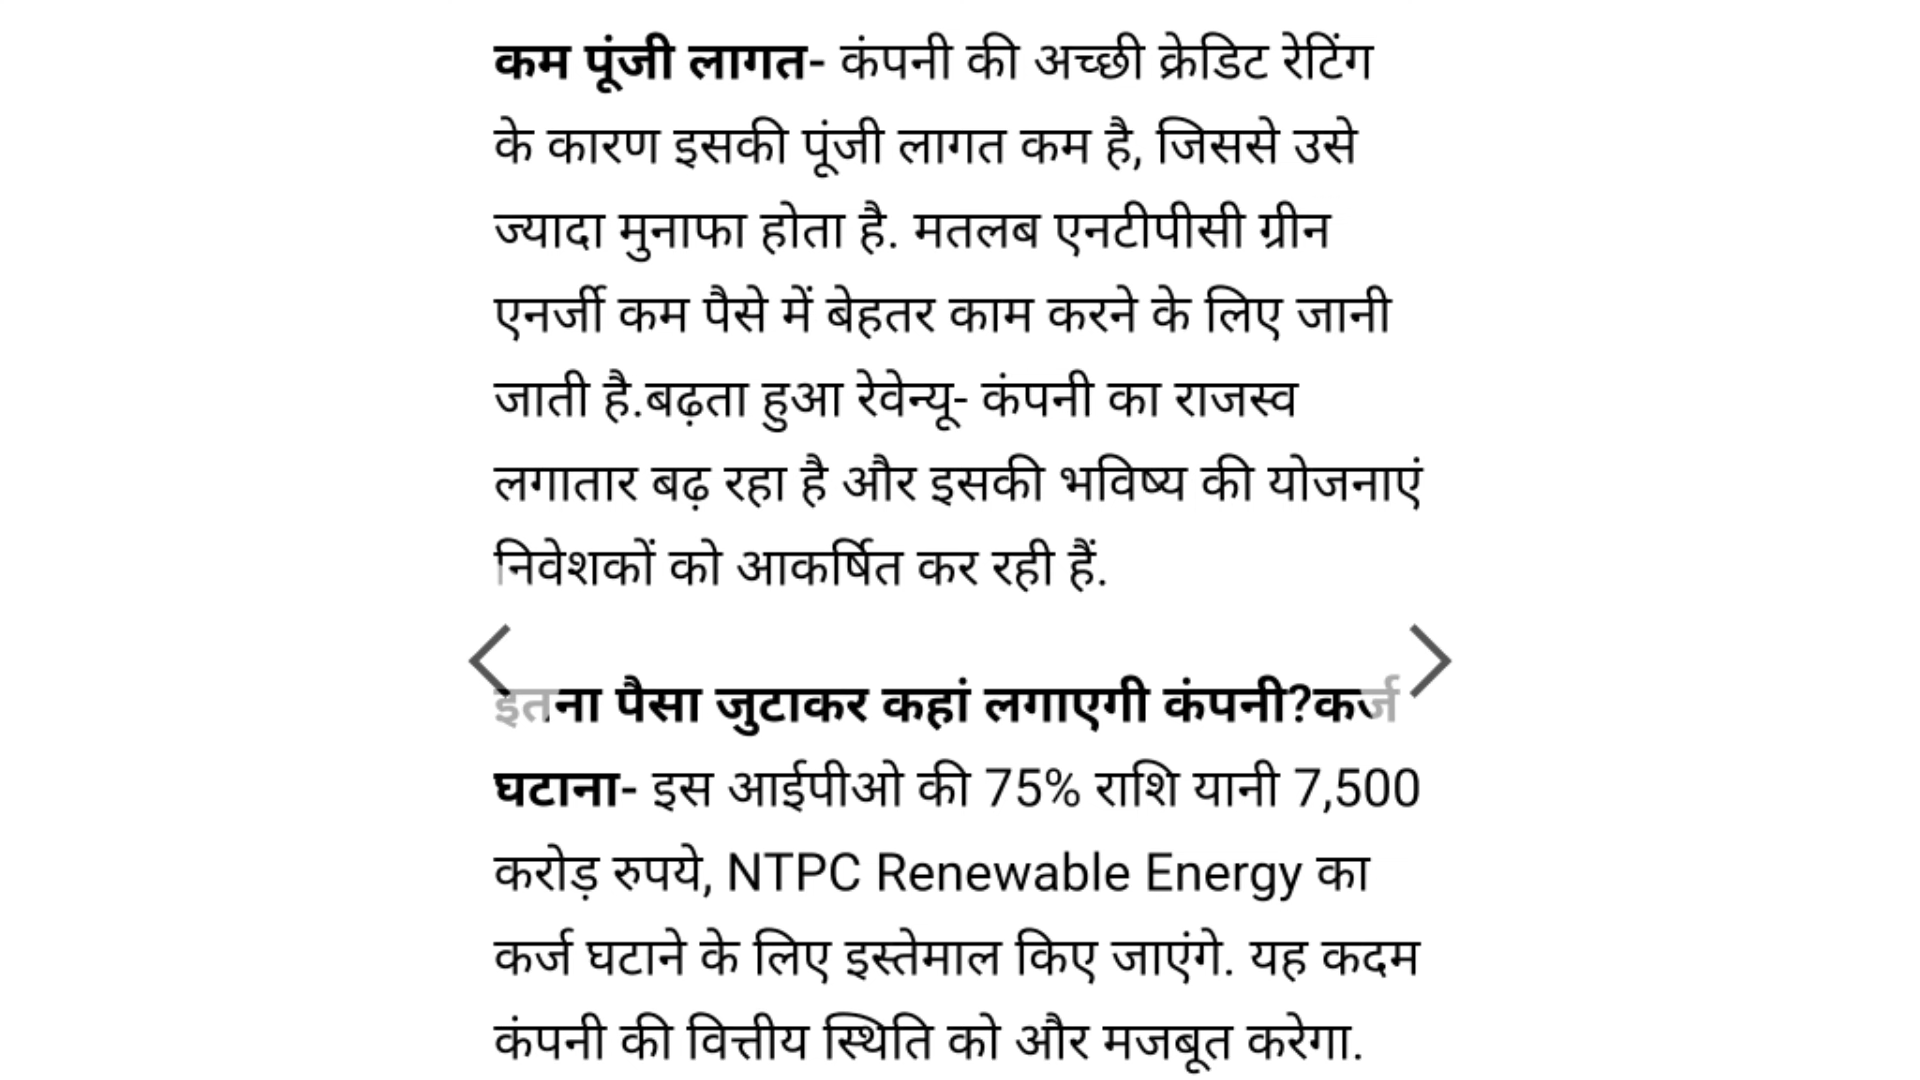 कम पूंजी लागत- कंपनी की अच्छी क्रेडिट रेटिंग
के कारण इसकी पूंजी लागत कम है, जिससे उसे
ज्यादा मुनाफा होता है. मतलब एनटीपीसी ग्रीन
एनर्जी कम पैसे में बेहतर काम करने के लिए जानी
जाती है.बढ़ता हुआ रेवेन्यू- कंपनी का राजस्व
लगातार बढ़ रहा है और इसकी भविष्य की योजनाएं
निवेशकों को आकर्षित कर रही हैं.
इतना पैसा जुटाकर कहां लगाएगी कंपनी?कर्ज
घटाना- इस आईपीओ की 75% राशि यानी 7,500
करोड़ रुपये, NTPC Renewable Energy का
कर्ज घटाने के लिए इस्तेमाल किए जाएंगे. यह कदम
कंपनी की वित्तीय स्थिति को और मजबूत करेगा.